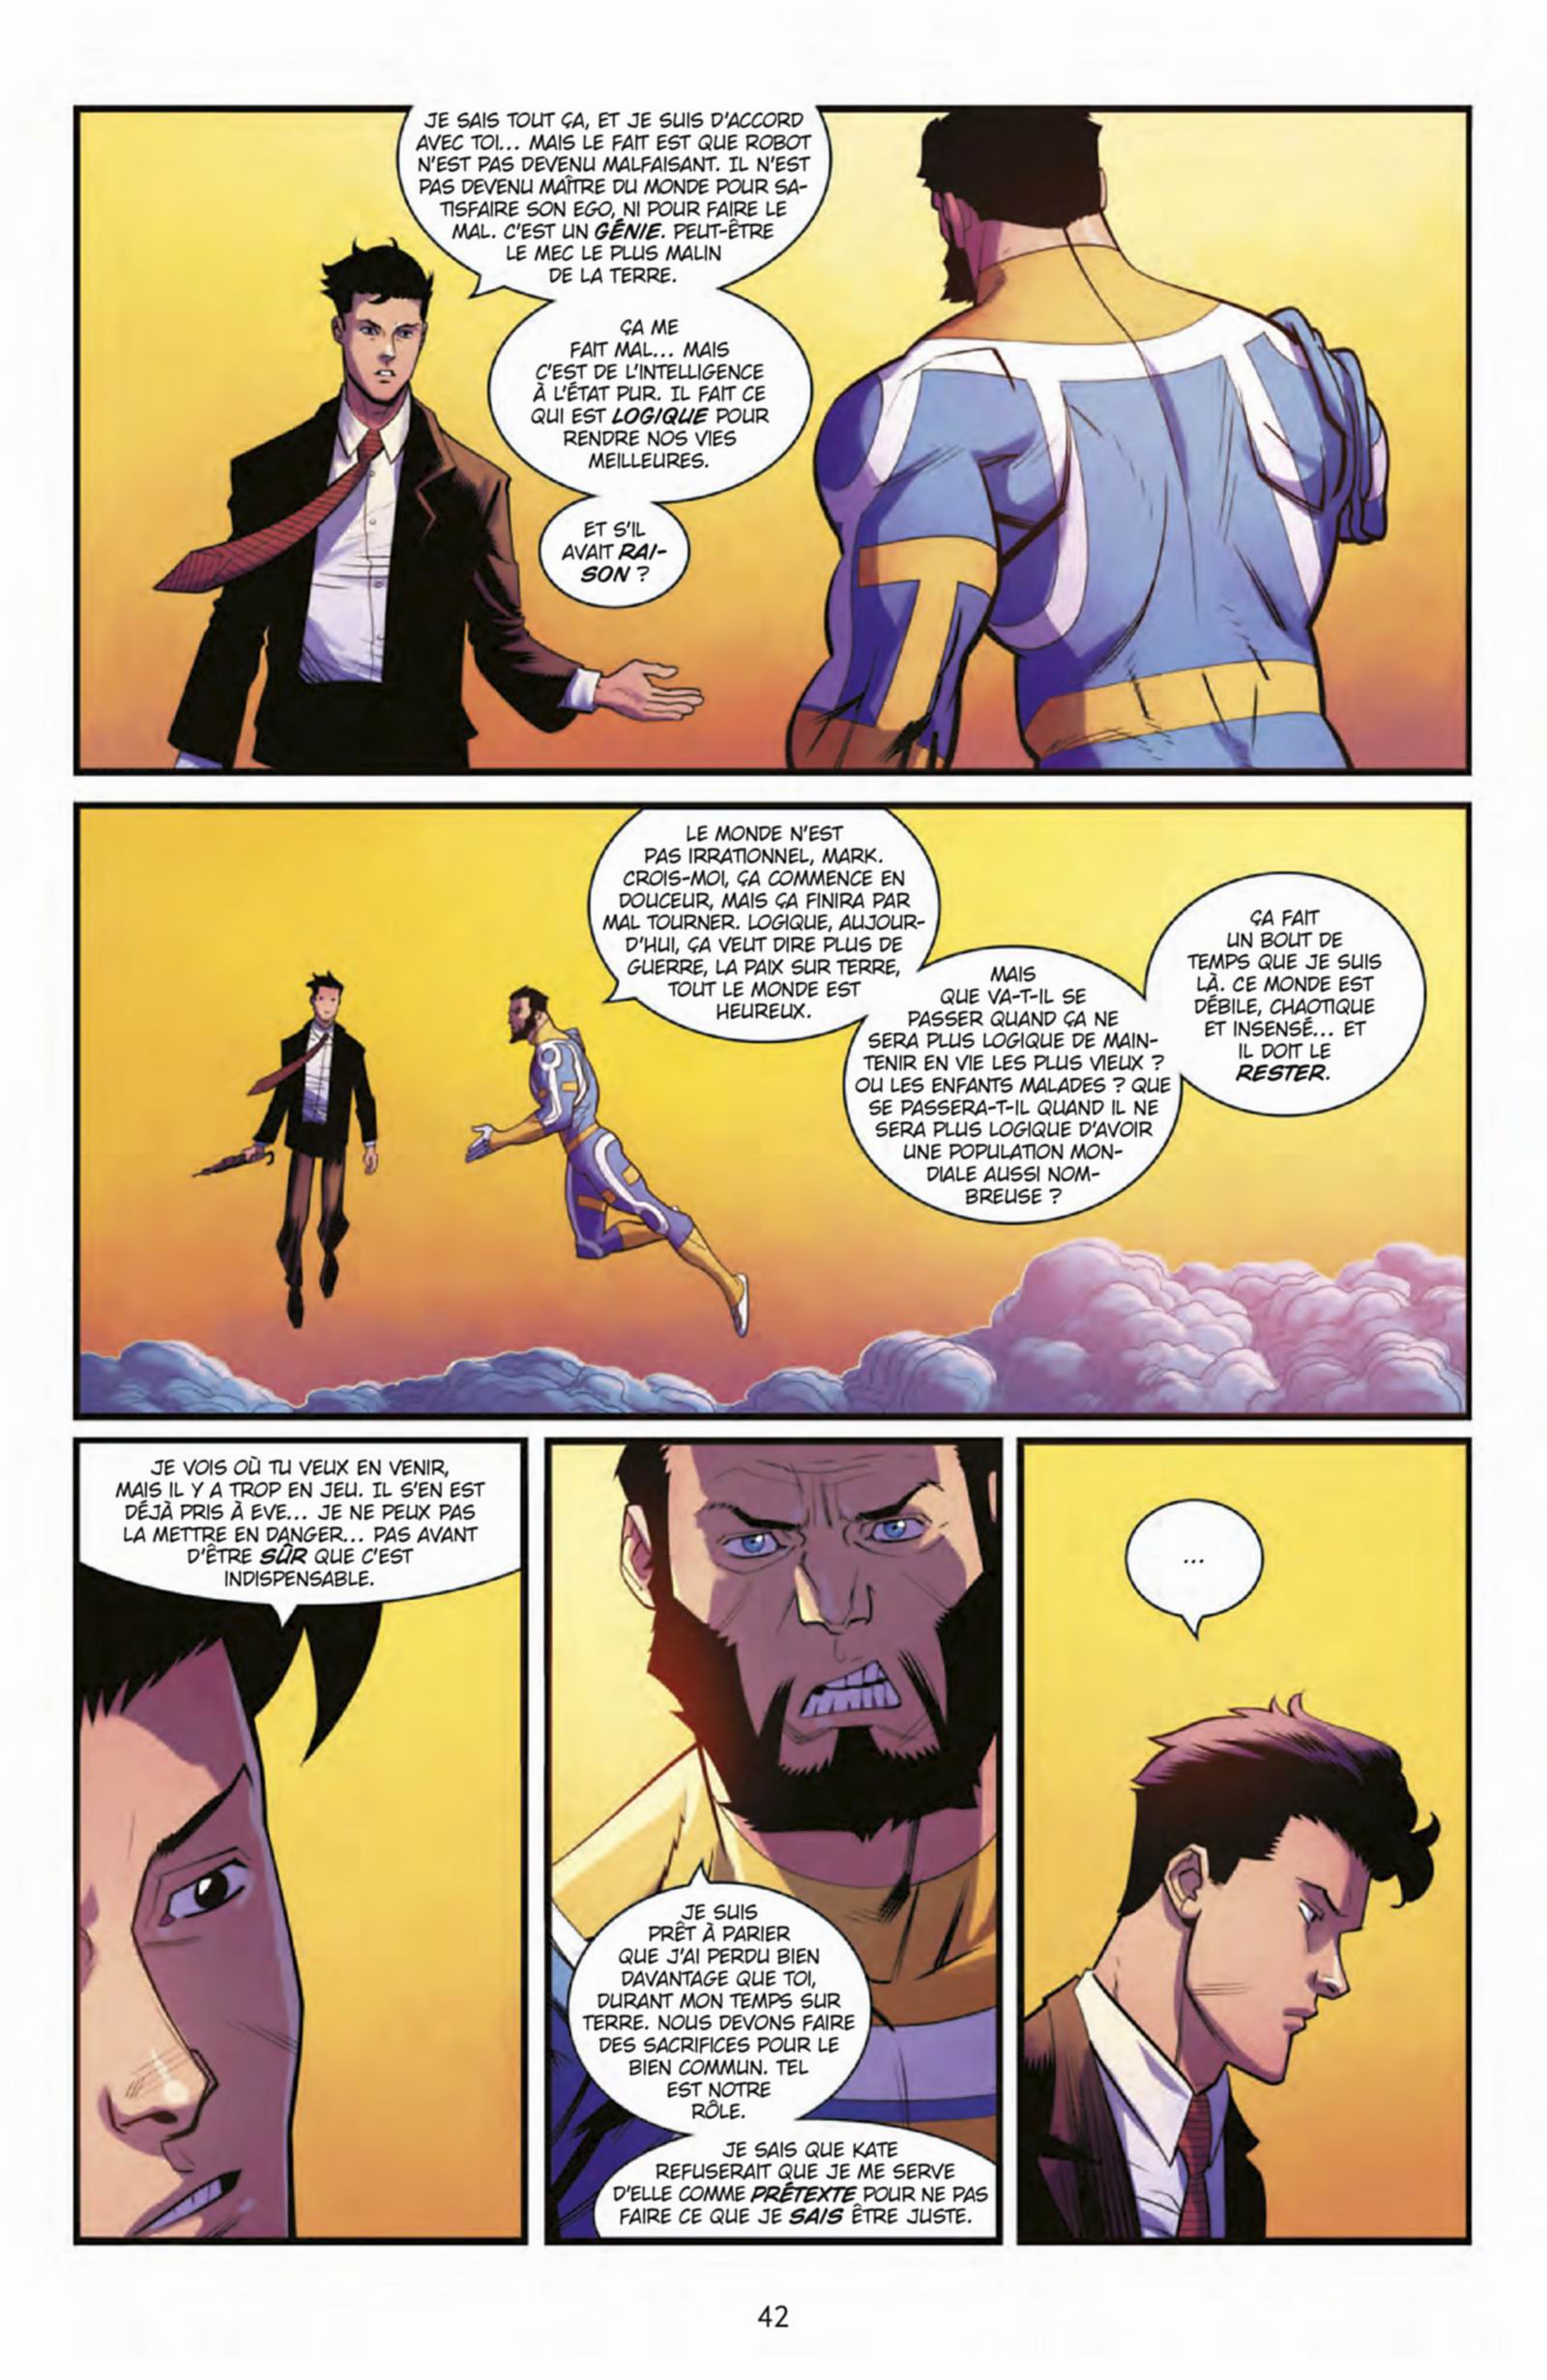 JE SAIS TOUT ÇA, ET JE SUIS D'ACCORD
AVEC TOI... MAIS LE FAIT EST QUE ROBOT
N'EST PAS DEVENU MALFAISANT. IL N'EST
PAS DEVENU MAÎTRE DU MONDE POUR SA-
TISFAIRE SON EGO, NI POUR FAIRE LE
MAL. C'EST UN GÉNIE. PEUT-ÊTRE
LE MEC LE PLUS MALIN
DE LA TERRE.
ÇA ME
FAIT MAL... MAIS
C'EST DE L'INTELLIGENCE
À L'ÉTAT PUR. IL FAIT CE
QUI EST LOGIQUE POUR
RENDRE NOS VIES
MEILLEURES.
ET S'IL
AVAIT RAI-
SON ?
LE MONDE N'EST
PAS IRRATIONNEL, MARK.
CROIS-MOI, ÇA COMMENCE EN
DOUCEUR, MAIS ÇA FINIRA PAR
MAL TOURNER. LOGIQUE, AUJOUR-
D'HUI, ÇA VEUT DIRE PLUS DE
GUERRE, LA PAIX SUR TERRE,
TOUT LE MONDE EST
HEUREUX.
MAIS
QUE VA-T-IL SE
PASSER QUAND ÇA NE
SERA PLUS LOGIQUE DE MAIN-
TENIR EN VIE LES PLUS VIEUX ?
OU LES ENFANTS MALADES ? QUE
SE PASSERA-T-IL QUAND IL NE
SERA PLUS LOGIQUE D'AVOIR
UNE POPULATION MON-
DIALE AUSSI NOM-
BREUSE ?
ÇA FAIT
UN BOUT DE
TEMPS QUE JE SUIS
LÀ. CE MONDE EST
DÉBILE, CHAOTIQUE
ET INSENSÉ... ET
IL DOIT LE
RESTER.
JE VOIS OÙ TU VEUX EN VENIR,
MAIS IL Y A TROP EN JEU. IL S'EN EST
DÉJÀ PRIS À EVE... JE NE PEUX PAS
LA METTRE EN DANGER... PAS AVANT
D'ÊTRE SÛR QUE C'EST
INDISPENSABLE.
JE SUIS
PRÊT À PARIER
QUE J'AI PERDU BIEN
DAVANTAGE QUE TOI,
DURANT MON TEMPS SUR
TERRE. NOUS DEVONS FAIRE
DES SACRIFICES POUR LE
BIEN COMMUN. TEL
EST NOTRE
RÔLE.
JE SAIS QUE KATE
REFUSERAIT QUE JE ME SERVE
D'ELLE COMME PRÉTEXTE POUR NE PAS
FAIRE CE QUE JE SAIS ÊTRE JUSTE.
...
42